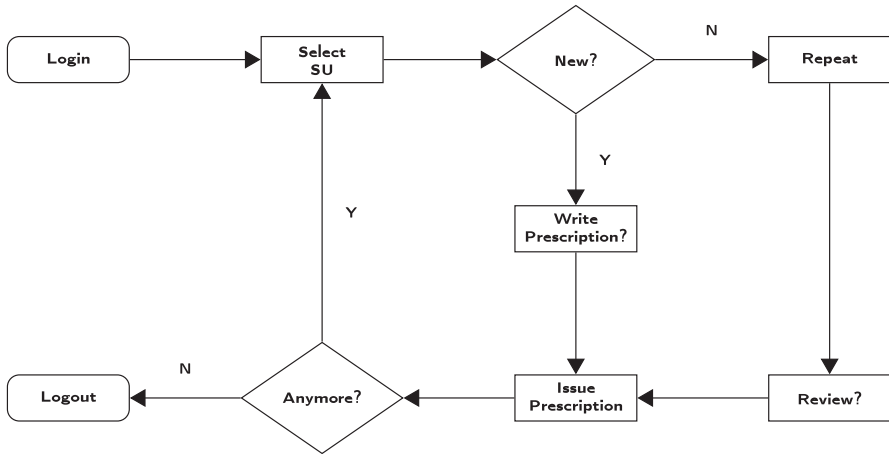 Login
Select
SU
New?
N
Repeat
Y
Write
Prescription?
Y
Logout
N
Anymore?
Issue
Prescription
Review?